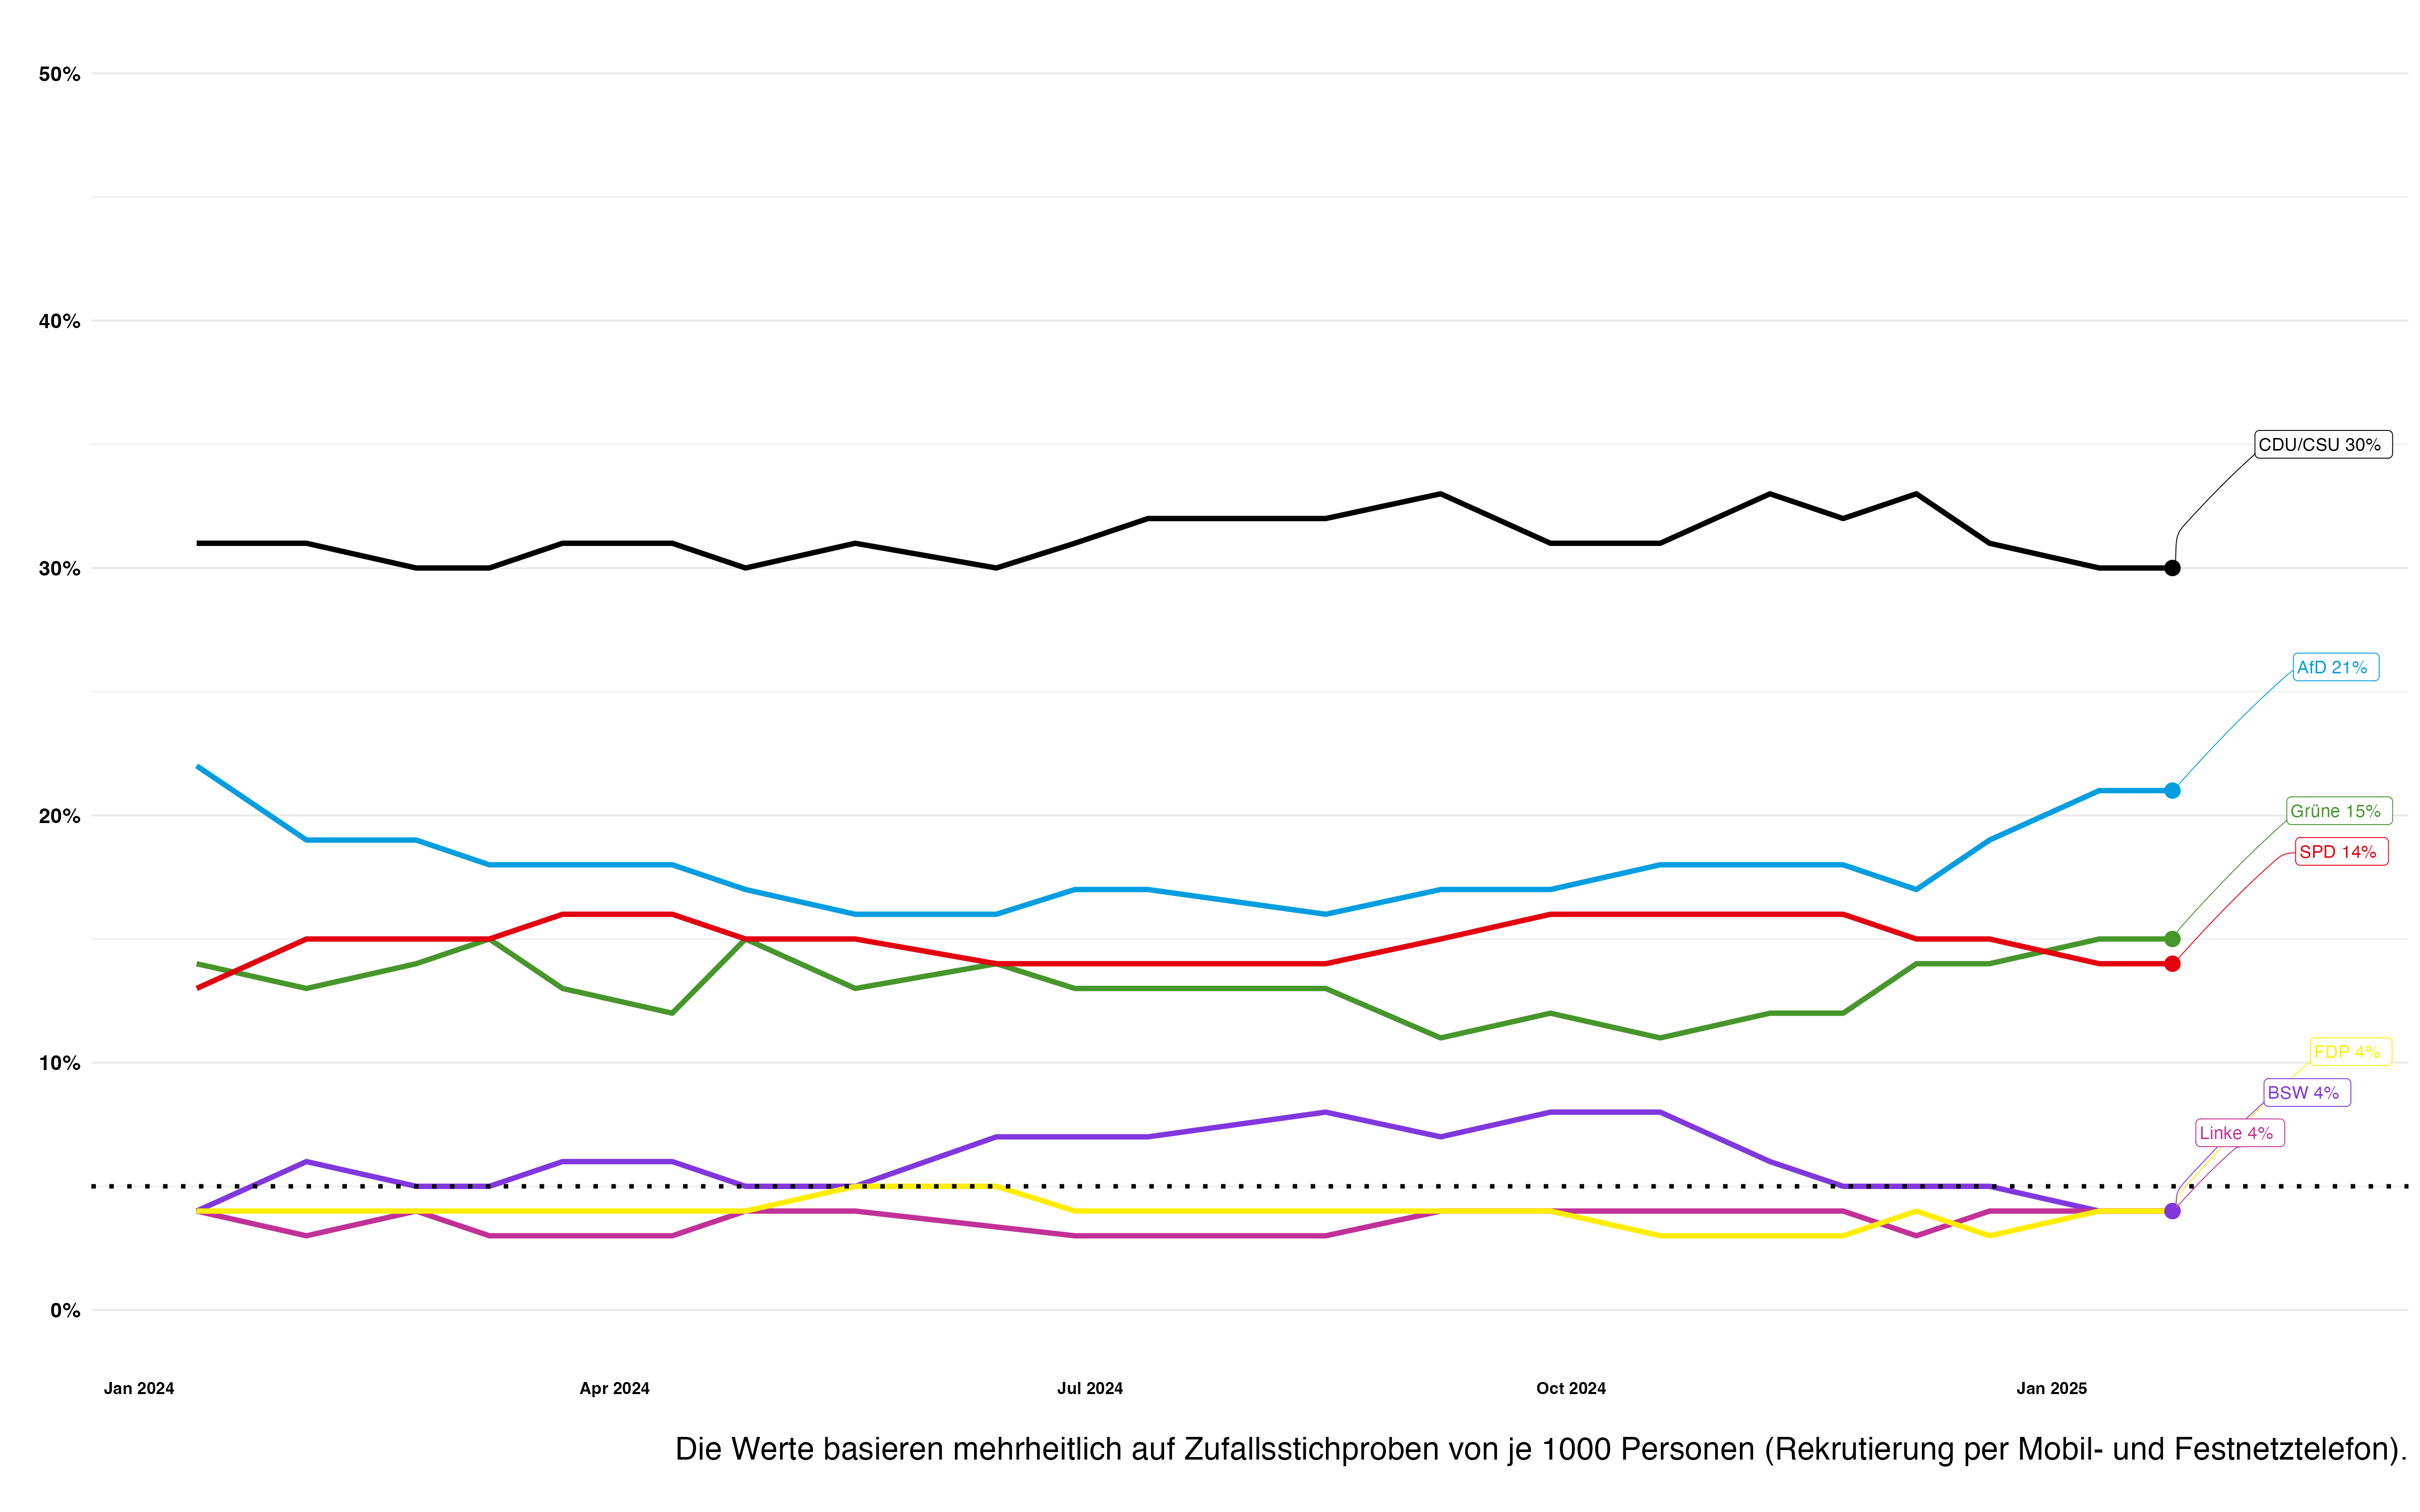 50%
40%
CDU/CSU 30%
30%
AfD 21%
20%
Grüne 15%
SPD 14%
10%
FDP 4%
BSW 4%
Linke 4%
0%
Jan 2024 Apr 2024 Jul 2024 Oct 2024 Jan 2025
Die Werte basieren mehrheitlich auf Zufallsstichproben von je 1000 Personen (Rekrutierung per Mobil- und Festnetztelefon).